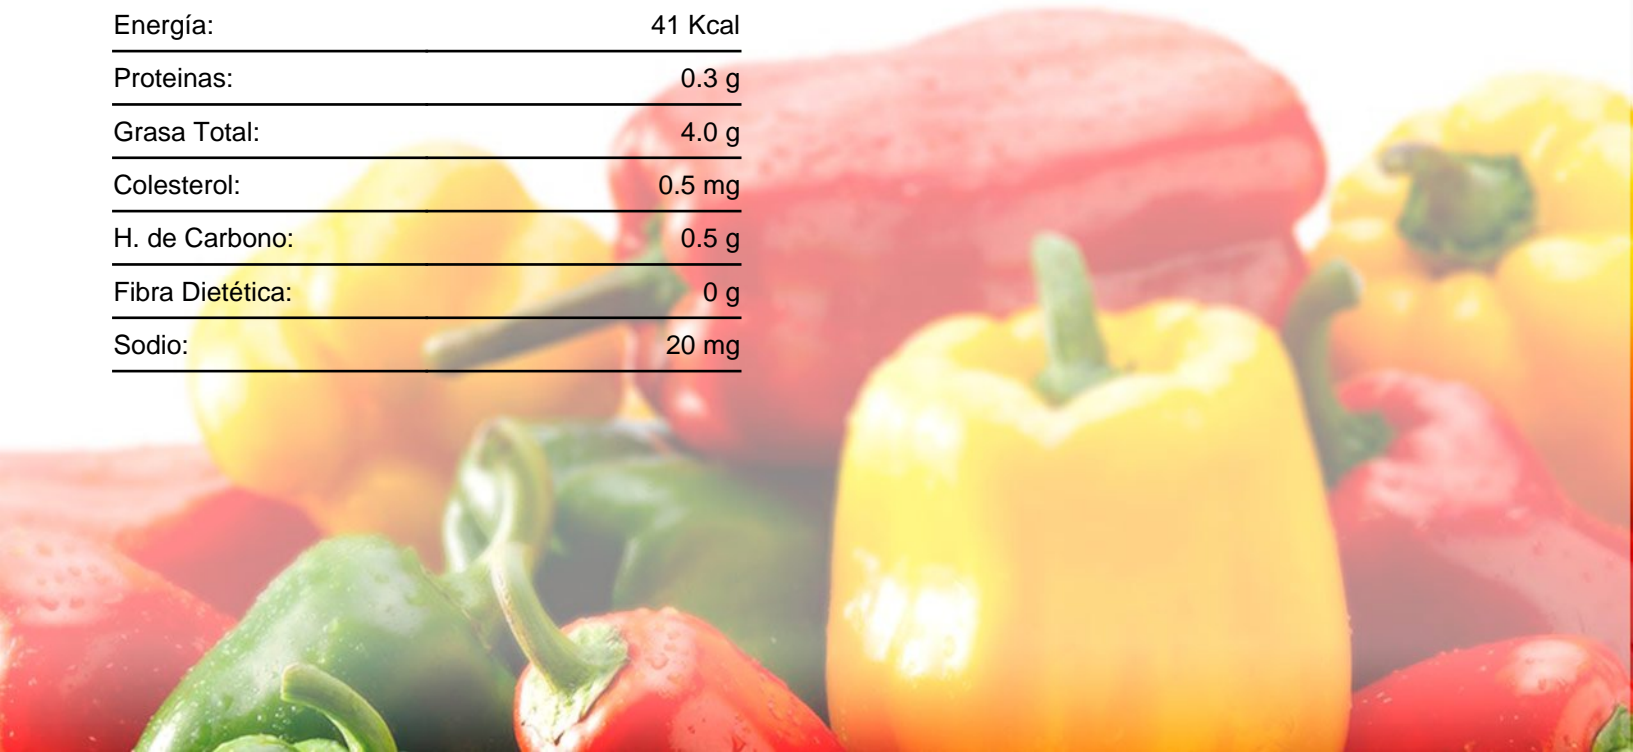 Energía: 41 Kcal
Proteinas: 0.3 g
Grasa Total: 4.0 g
Colesterol: 0.5 mg
H. de Carbono: 0.5 g
Fibra Dietética: 0 g
Sodio: 20 mg